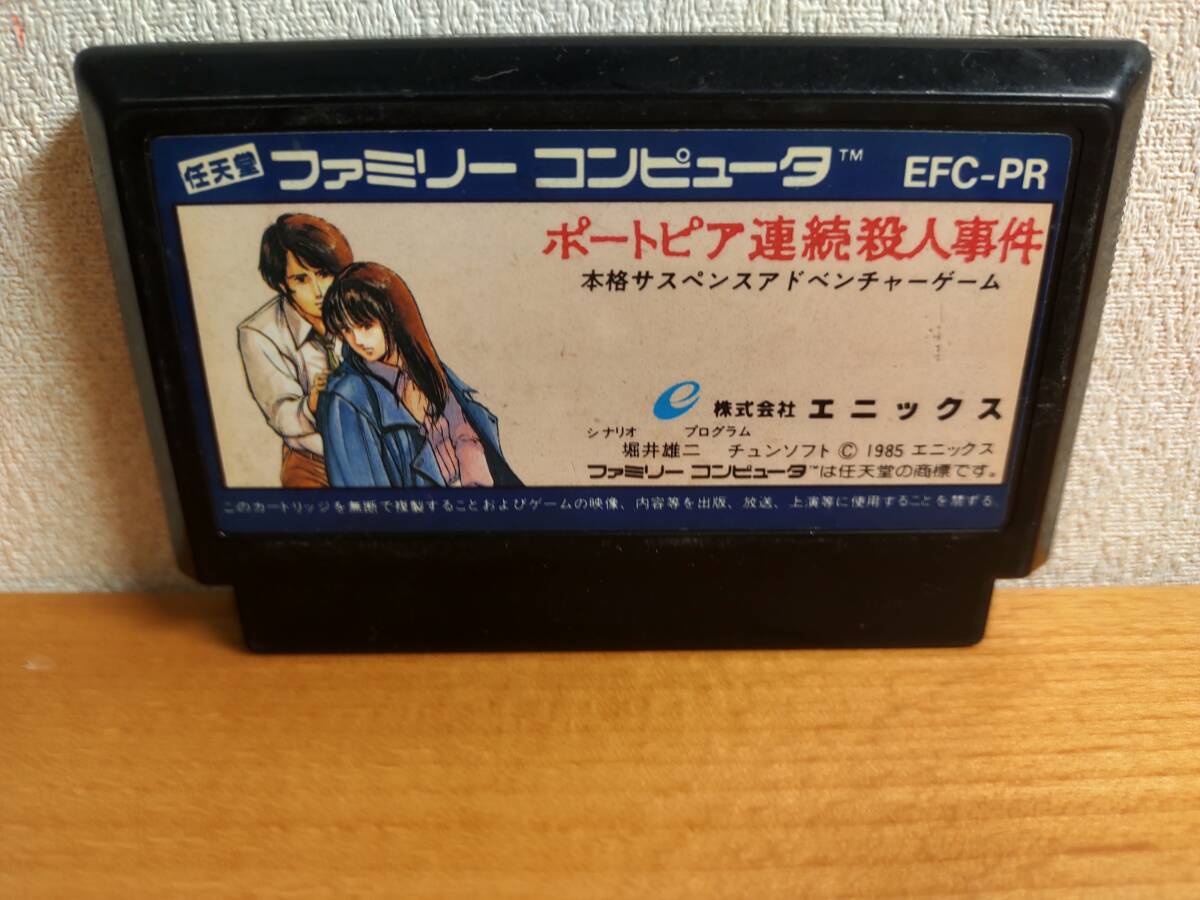 任天堂 ファミリー コンピュータ™ EFC-PR
ポートピア連続殺人事件
本格サスペンスアドベンチャーゲーム
株式会社 エニックス
シナリオ プログラム
堀井雄二 チュンソフト © 1985 エニックス
ファミリー コンピュータ™は任天堂の商標です。
このカートリッジを無断で複製することおよびゲームの映像、内容等を出版、放送、上演等に使用することを禁ずる。